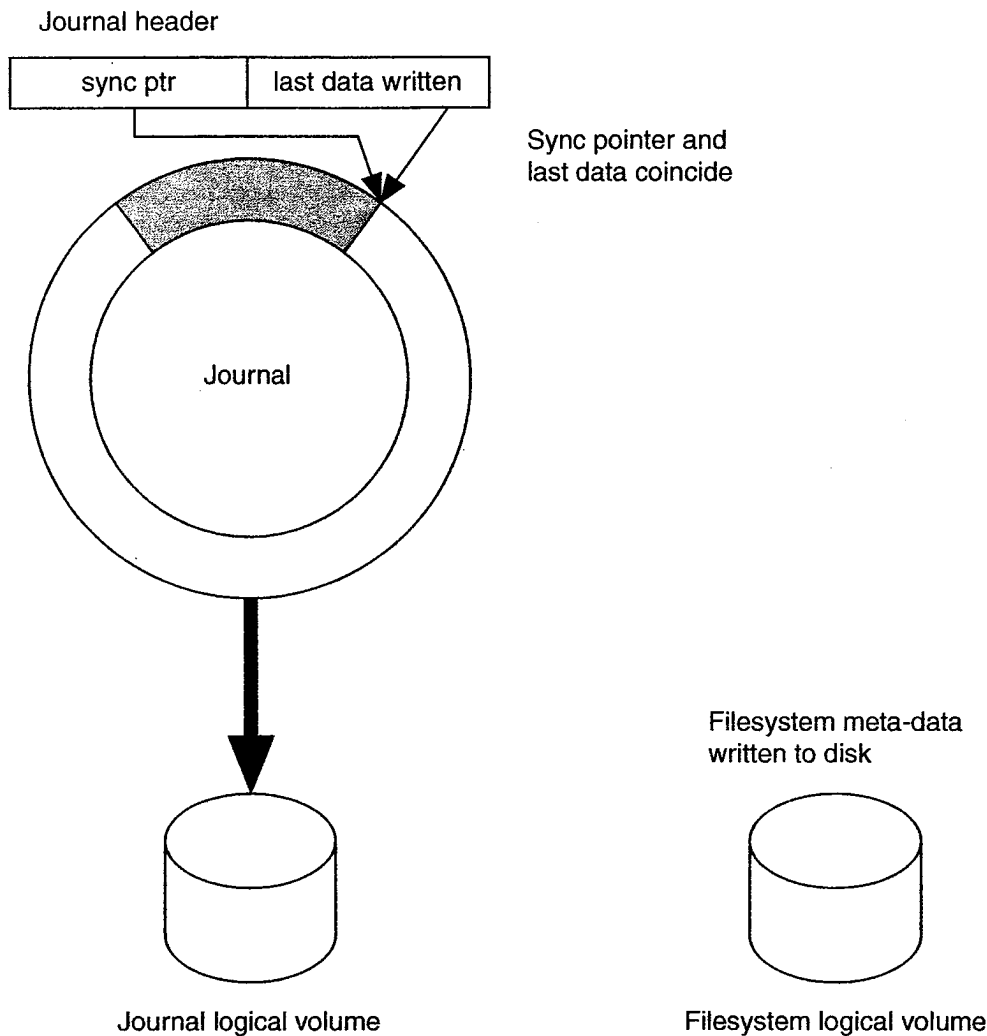 Journal header
sync ptr
last data written
Sync pointer and
last data coincide
Journal
Filesystem meta-data
written to disk
Journal logical volume
Filesystem logical volume